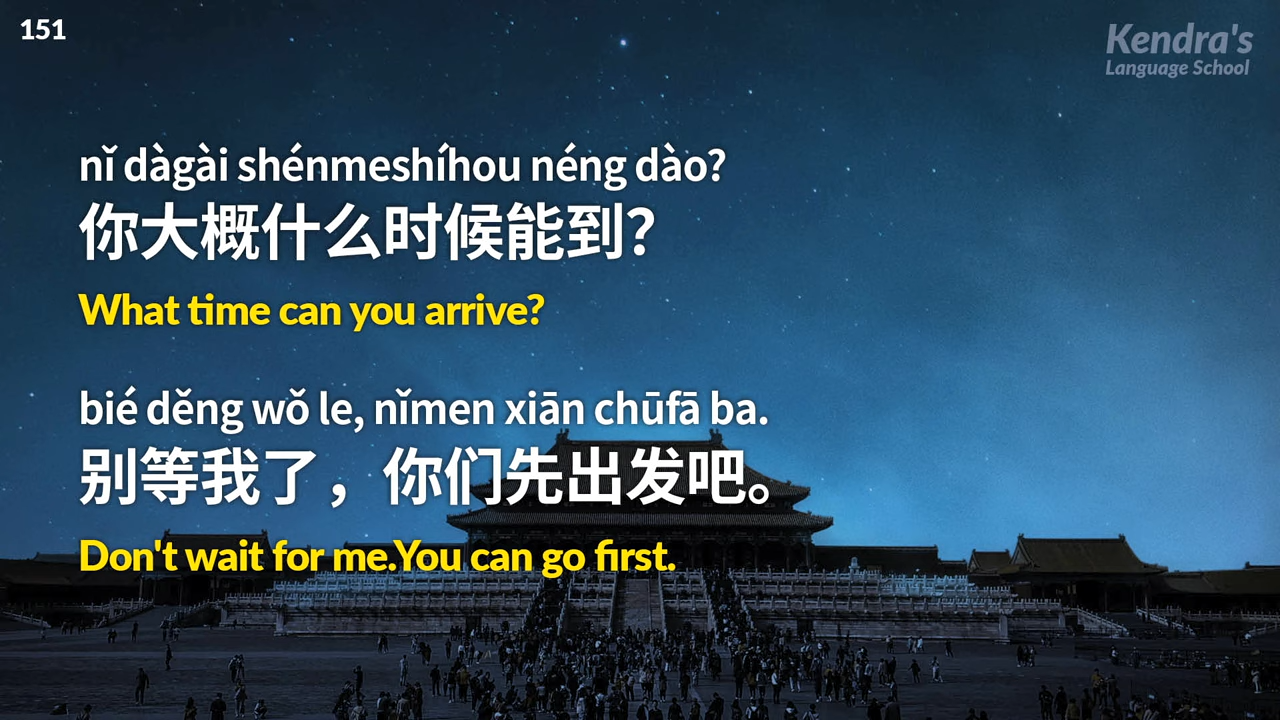 151
Kendra's
Language School
nǐ dàgài shénmeshíhou néng dào?
你大概什么时候能到?
What time can you arrive?
bié děng wǒ le, nǐmen xiān chūfā ba.
别等我了，你们先出发吧。
Don't wait for me.You can go first.